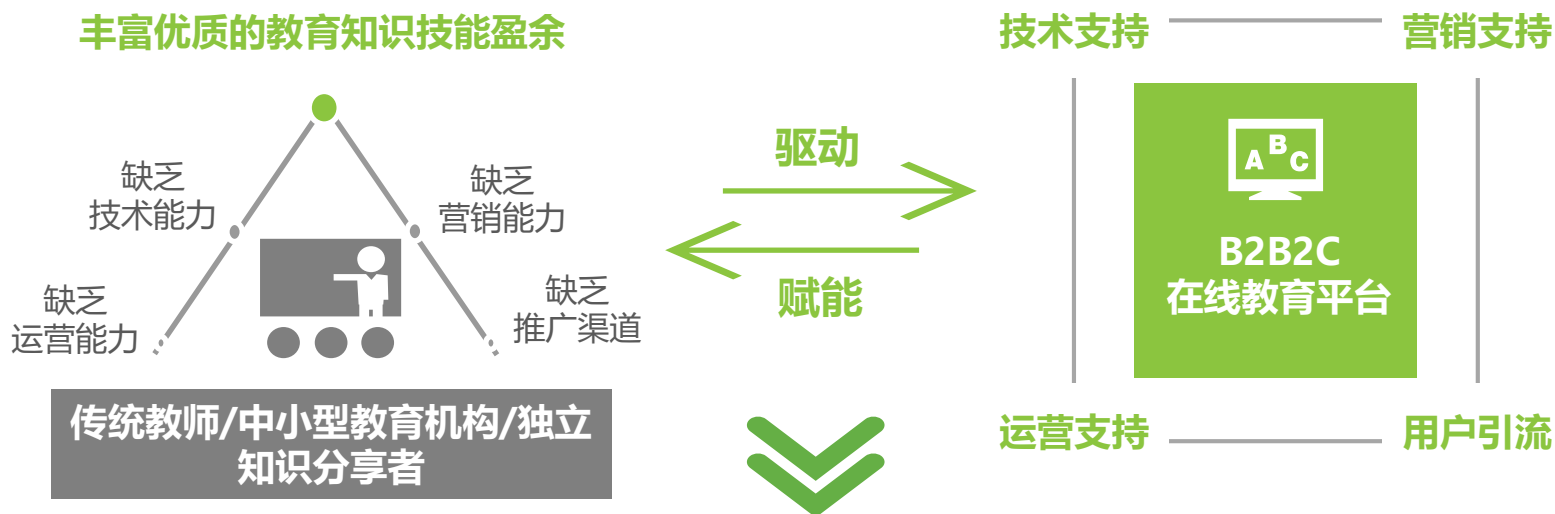 丰富优质的教育知识技能盈余
缺乏
技术能力
缺乏
营销能力
缺乏
运营能力
缺乏
推广渠道
传统教师/中小型教育机构/独立
知识分享者
驱动
赋能
技术支持
营销支持
A B C
B2B2C
在线教育平台
运营支持
用户引流